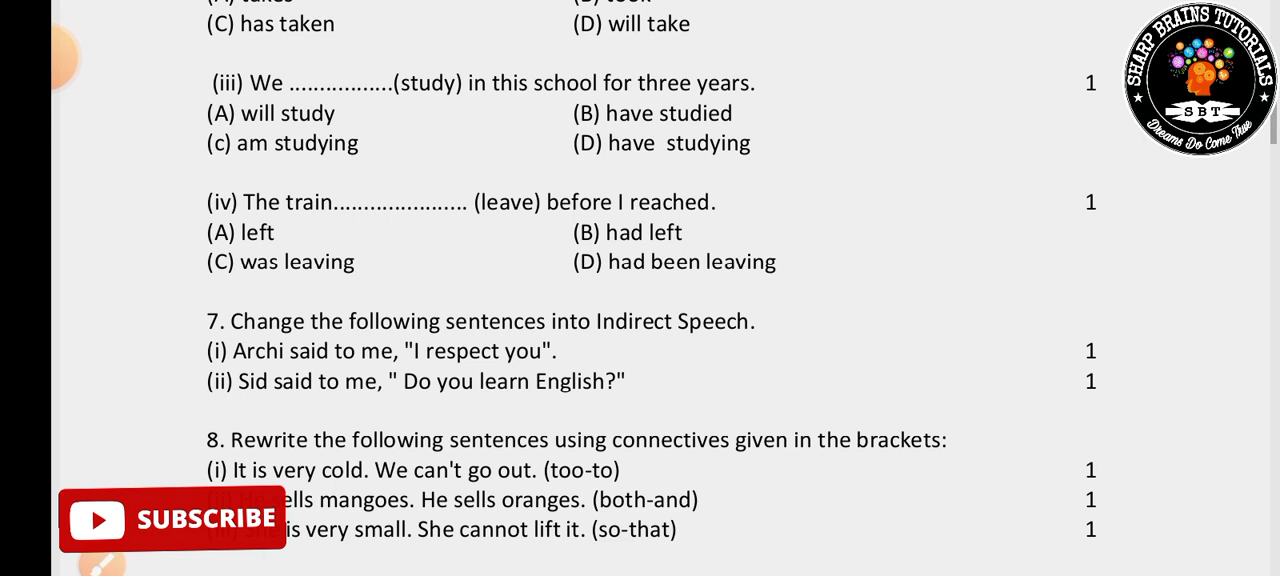 (C) has taken (D) will take
(iii) We .................(study) in this school for three years. 1
(A) will study (B) have studied
(c) am studying (D) have studying
(iv) The train...................... (leave) before I reached. 1
(A) left (B) had left
(C) was leaving (D) had been leaving
7. Change the following sentences into Indirect Speech.
(i) Archi said to me, "I respect you". 1
(ii) Sid said to me, " Do you learn English?" 1
8. Rewrite the following sentences using connectives given in the brackets:
(i) It is very cold. We can't go out. (too-to) 1
sells mangoes. He sells oranges. (both-and) 1
is very small. She cannot lift it. (so-that) 1
SUBSCRIBE
SHARP BRAINS TUTORIALS
SBT
Dreams Do Come True